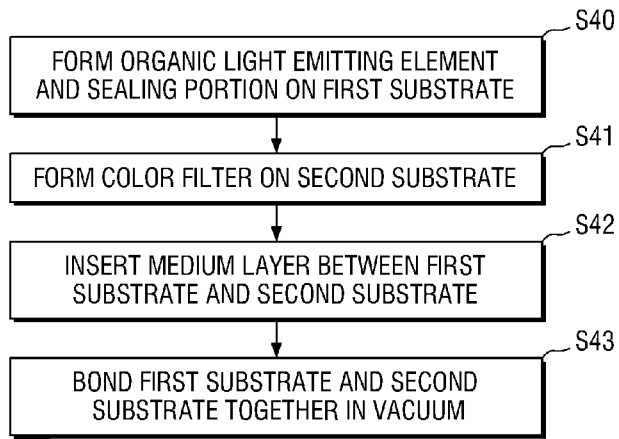 S40
FORM ORGANIC LIGHT EMITTING ELEMENT
AND SEALING PORTION ON FIRST SUBSTRATE
S41
FORM COLOR FILTER ON SECOND SUBSTRATE
S42
INSERT MEDIUM LAYER BETWEEN FIRST
SUBSTRATE AND SECOND SUBSTRATE
S43
BOND FIRST SUBSTRATE AND SECOND
SUBSTRATE TOGETHER IN VACUUM